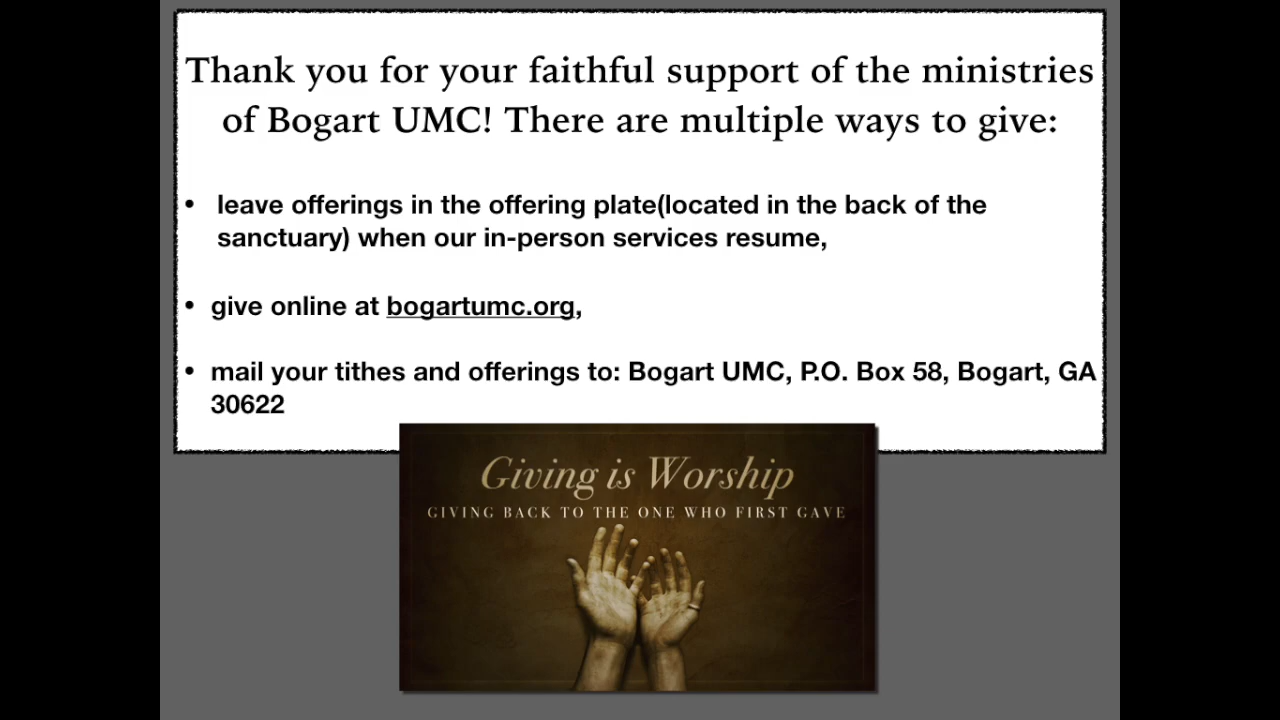 Thank you for your faithful support of the ministries
of Bogart UMC! There are multiple ways to give:
• leave offerings in the offering plate(located in the back of the
sanctuary) when our in-person services resume,
• give online at bogartumc.org,
• mail your tithes and offerings to: Bogart UMC, P.O. Box 58, Bogart, GA
30622
Giving is Worship
GIVING BACK TO THE ONE WHO FIRST GAVE